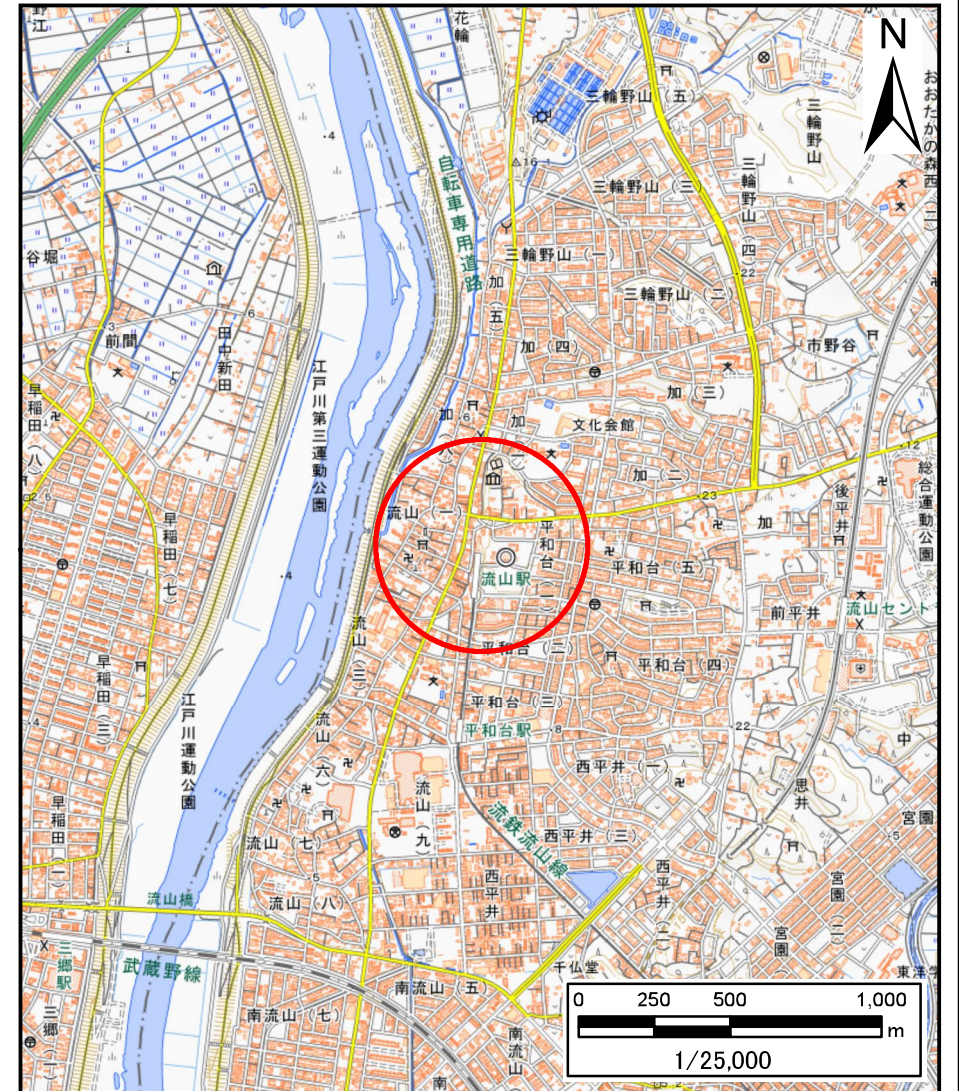 野江
花輪
N
三輪野山（五）
三輪野山
おおたかの森西（二）
自転車専用道路
三輪野山（三）
三輪野山（四）
谷堀
三輪野山（一）
加（五）
三輪野山（二）
前間
田中新田
加（四）
市野谷
江戸川第三運動公園
早稲田（八）
加（三）
加（六）
加（一）
文化会館
加（二）
総合運動公園
後平井
早稲田（七）
流山（一）
平和台（一）
加
流山駅
平和台（五）
前平井
流山セント
流山（三）
平和台（二）
平和台（四）
早稲田（三）
江戸川運動公園
平和台（三）
平和台駅
流山（六）
中
西平井（一）
思井
流山（九）
流鉄流山線
早稲田（一）
流山（七）
西平井（三）
宮園
西平井
西平井（二）
宮園（二）
流山橋
流山（八）
宮園
三郷駅
武蔵野線
千仏堂
東洋学
南流山（五）
三郷（一）
南流山（七）
南流山
南
0 250 500 1,000
m
1/25,000